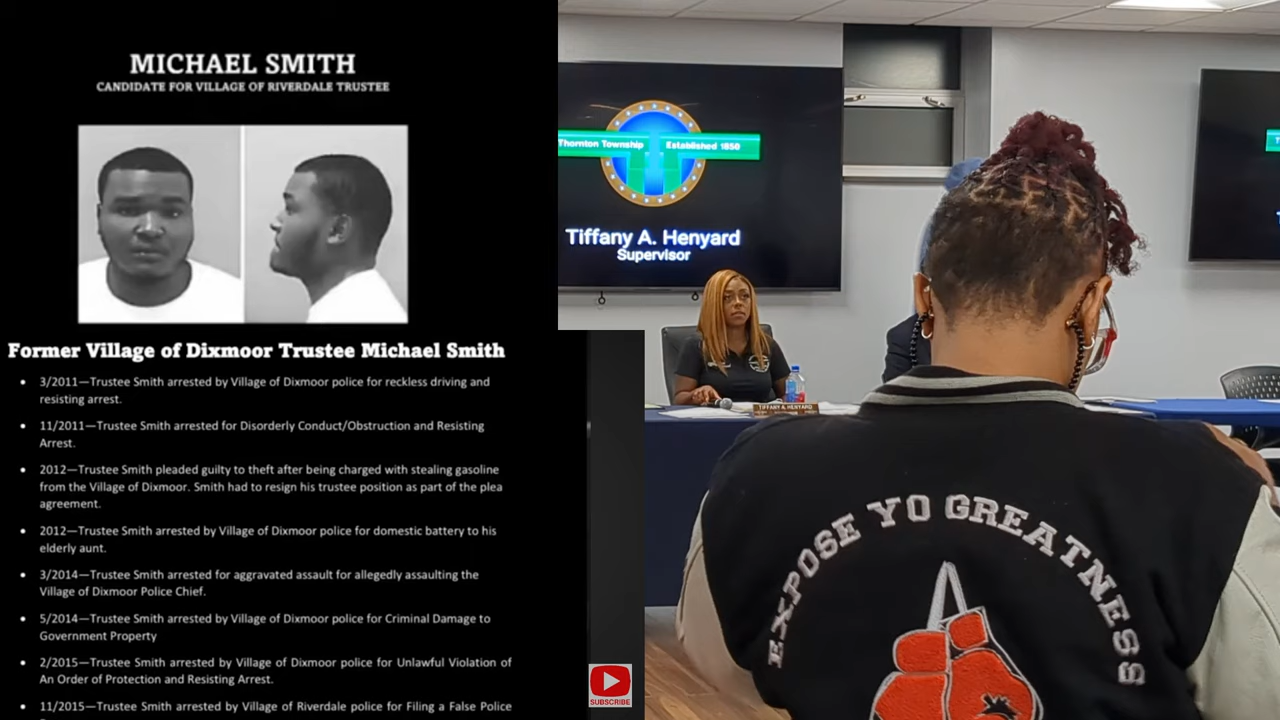 MICHAEL SMITH
CANDIDATE FOR VILLAGE OF RIVERDALE TRUSTEE
Former Village of Dixmoor Trustee Michael Smith
• 3/2011—Trustee Smith arrested by Village of Dixmoor police for reckless driving and
resisting arrest.
• 11/2011—Trustee Smith arrested for Disorderly Conduct/Obstruction and Resisting
Arrest.
• 2012—Trustee Smith pleaded guilty to theft after being charged with stealing gasoline
from the Village of Dixmoor. Smith had to resign his trustee position as part of the plea
agreement.
• 2012—Trustee Smith arrested by Village of Dixmoor police for domestic battery to his
elderly aunt.
• 3/2014—Trustee Smith arrested for aggravated assault for allegedly assaulting the
Village of Dixmoor Police Chief.
• 5/2014—Trustee Smith arrested by Village of Dixmoor police for Criminal Damage to
Government Property
• 2/2015—Trustee Smith arrested by Village of Dixmoor police for Unlawful Violation of
An Order of Protection and Resisting Arrest.
• 11/2015—Trustee Smith arrested by Village of Riverdale police for Filing a False Police
SUBSCRIBE
Thornton Township Established 1850
Tiffany A. Henyard
Supervisor
TIFFANY A. HENYARD
EXPOSE YO GREATNESS